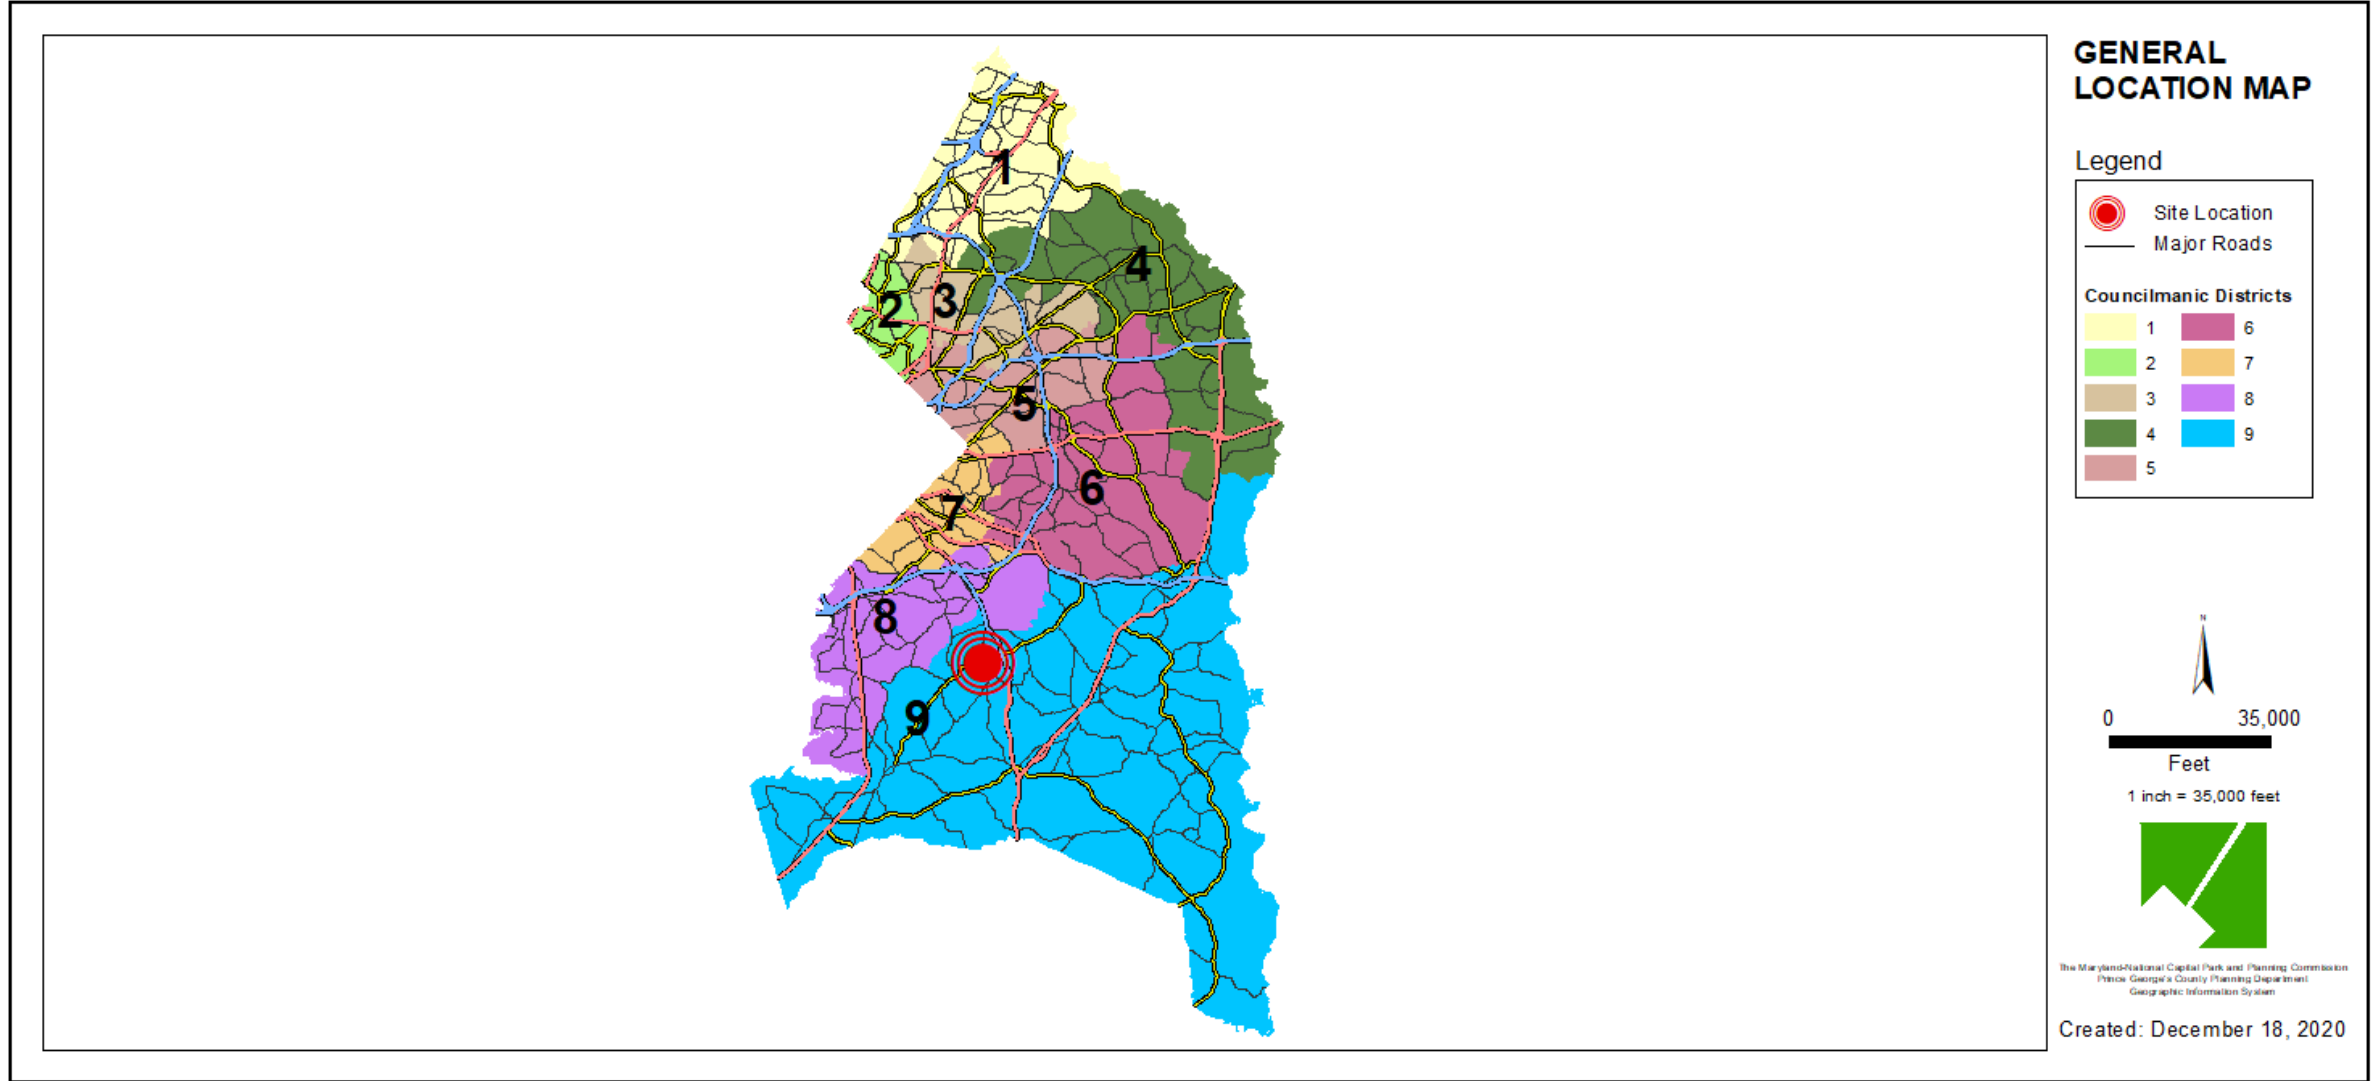 GENERAL
LOCATION MAP
Legend
Site Location
Major Roads
Councilmanic Districts
1 6
2 7
3 8
4 9
5
1
4
2
3
5
6
7
8
9
N
0 35,000
Feet
1 inch = 35,000 feet
The Maryland-National Capital Park and Planning Commission
Prince George's County Planning Department
Geographic Information System
Created: December 18, 2020